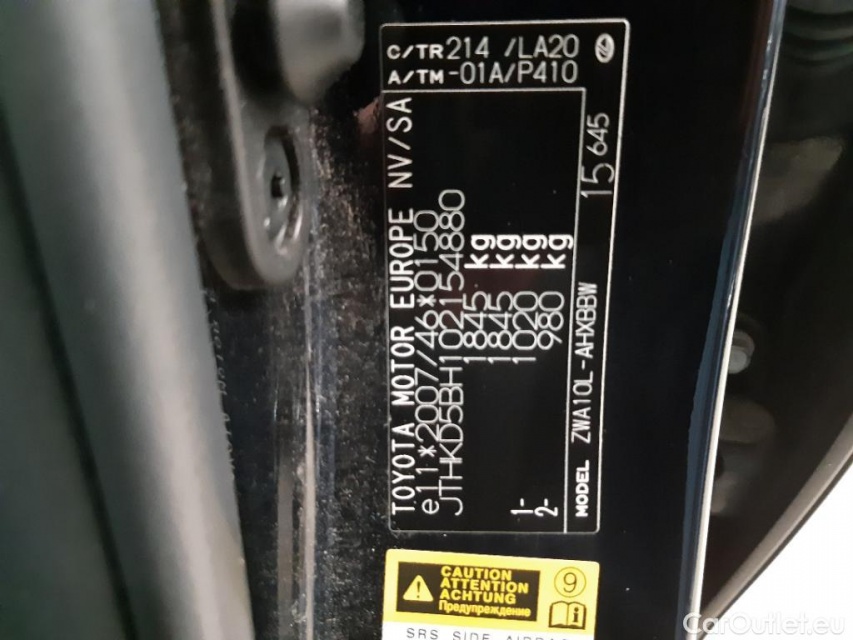 C/TR 214 /LA20
A/TM -01A/P410
TOYOTA MOTOR EUROPE NV/SA
e11*2007/46*0150
JTHKD5BH102154880
1845 kg
1845 kg
1- 1020 kg
2- 980 kg
MODEL ZWA10L-AHXBBW 15 645
CAUTION
ATTENTION
ACHTUNG
Предупреждение
9
SRS SIDE AIRBAG
CarOutlet.eu